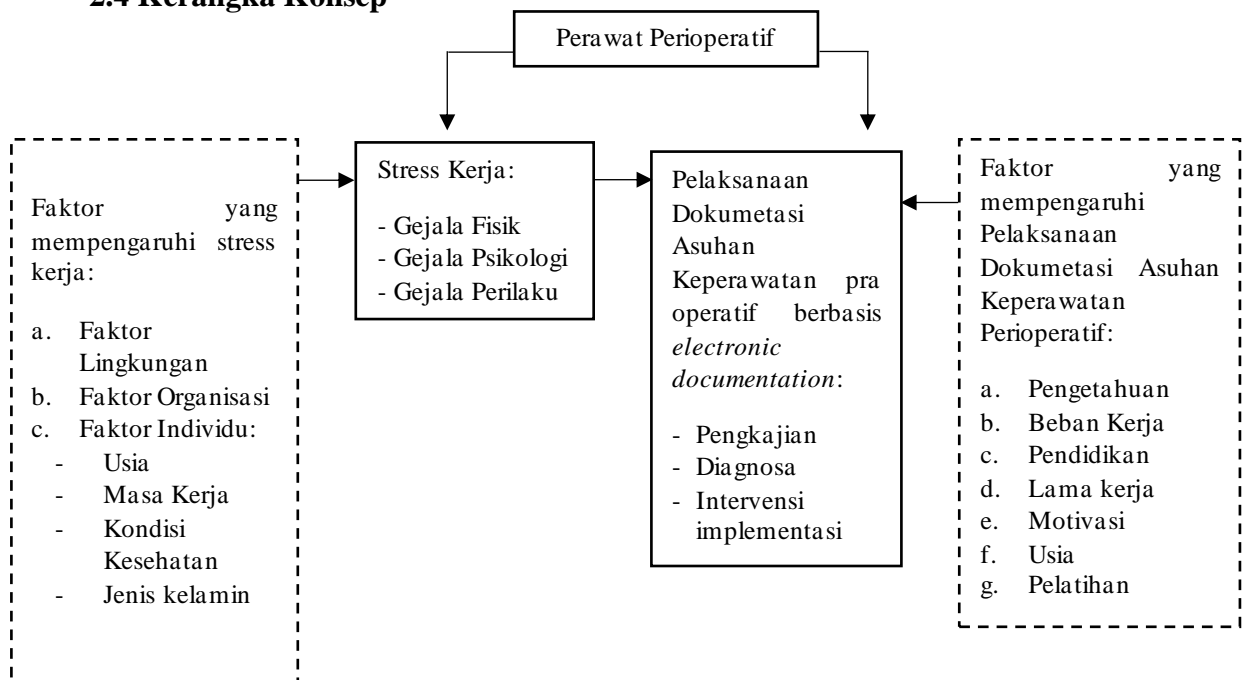 2.4 Kerangka Konsep
Perawat Perioperatif
Faktor yang
mempengaruhi stress
kerja:
a. Faktor
Lingkungan
b. Faktor Organisasi
c. Faktor Individu:
- Usia
- Masa Kerja
- Kondisi
Kesehatan
- Jenis kelamin
Stress Kerja:
- Gejala Fisik
- Gejala Psikologi
- Gejala Perilaku
Pelaksanaan
Dokumetasi
Asuhan
Keperawatan pra
operatif berbasis
electronic
documentation:
- Pengkajian
- Diagnosa
- Intervensi
implementasi
Faktor yang
mempengaruhi
Pelaksanaan
Dokumetasi Asuhan
Keperawatan
Perioperatif:
a. Pengetahuan
b. Beban Kerja
c. Pendidikan
d. Lama kerja
e. Motivasi
f. Usia
g. Pelatihan